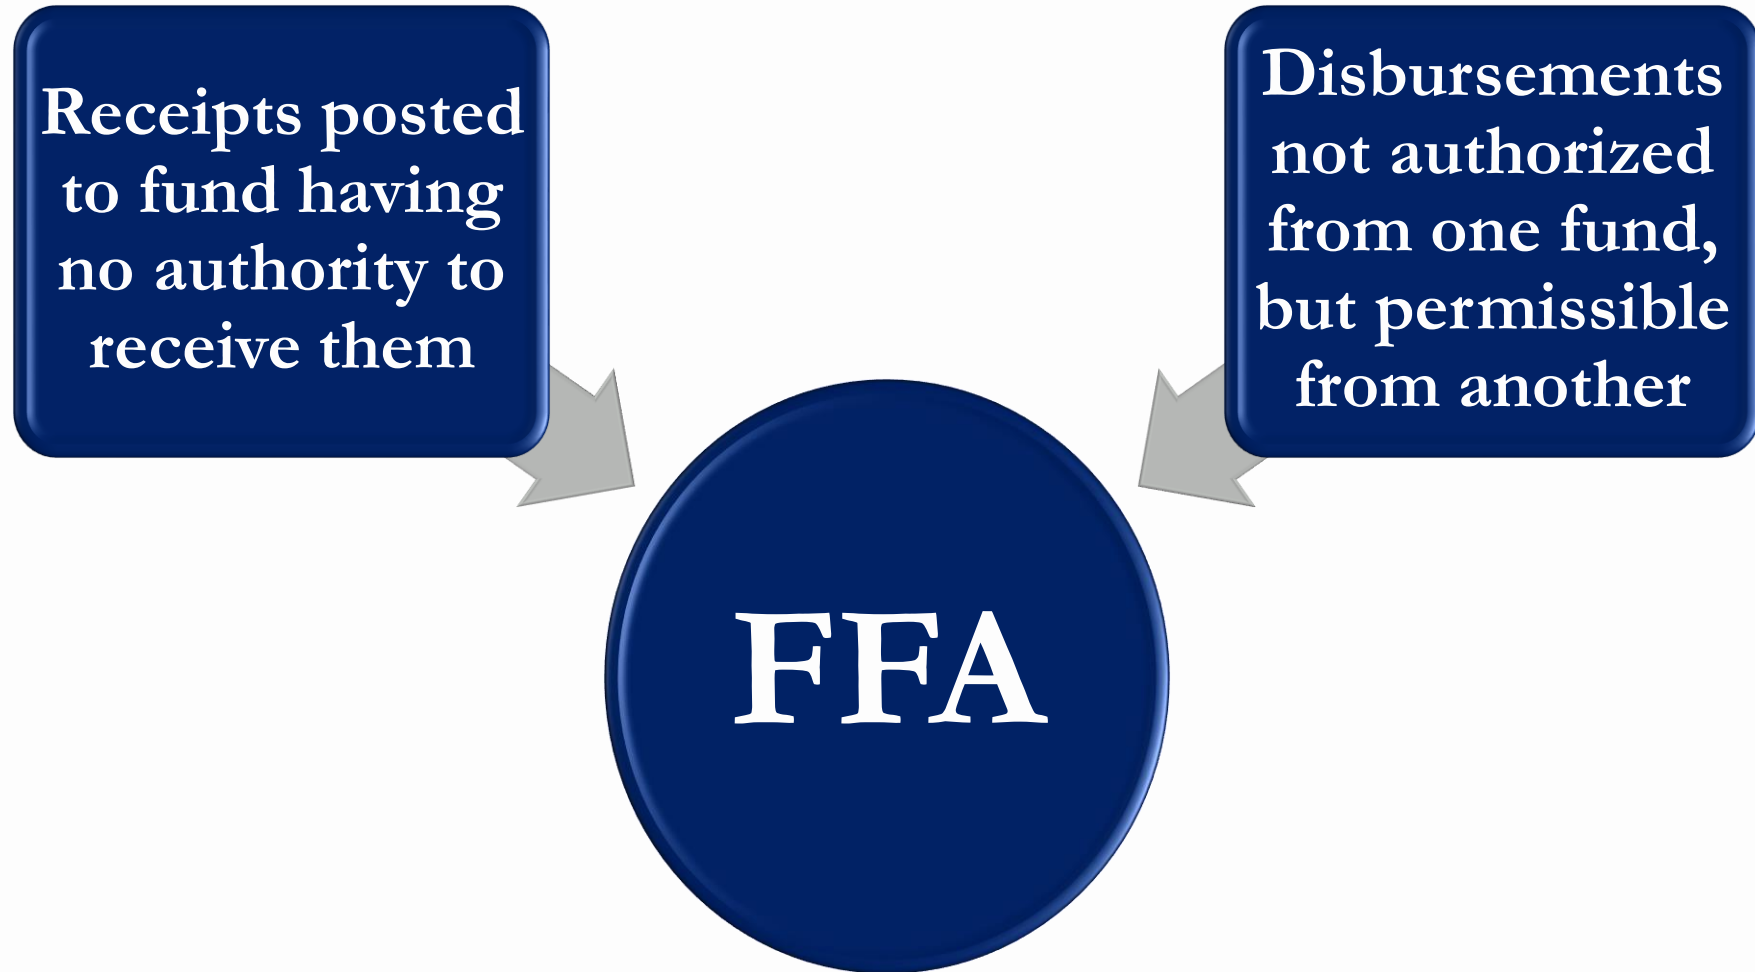 Receipts posted
to fund having
no authority to
receive them
Disbursements
not authorized
from one fund,
but permissible
from another
FFA